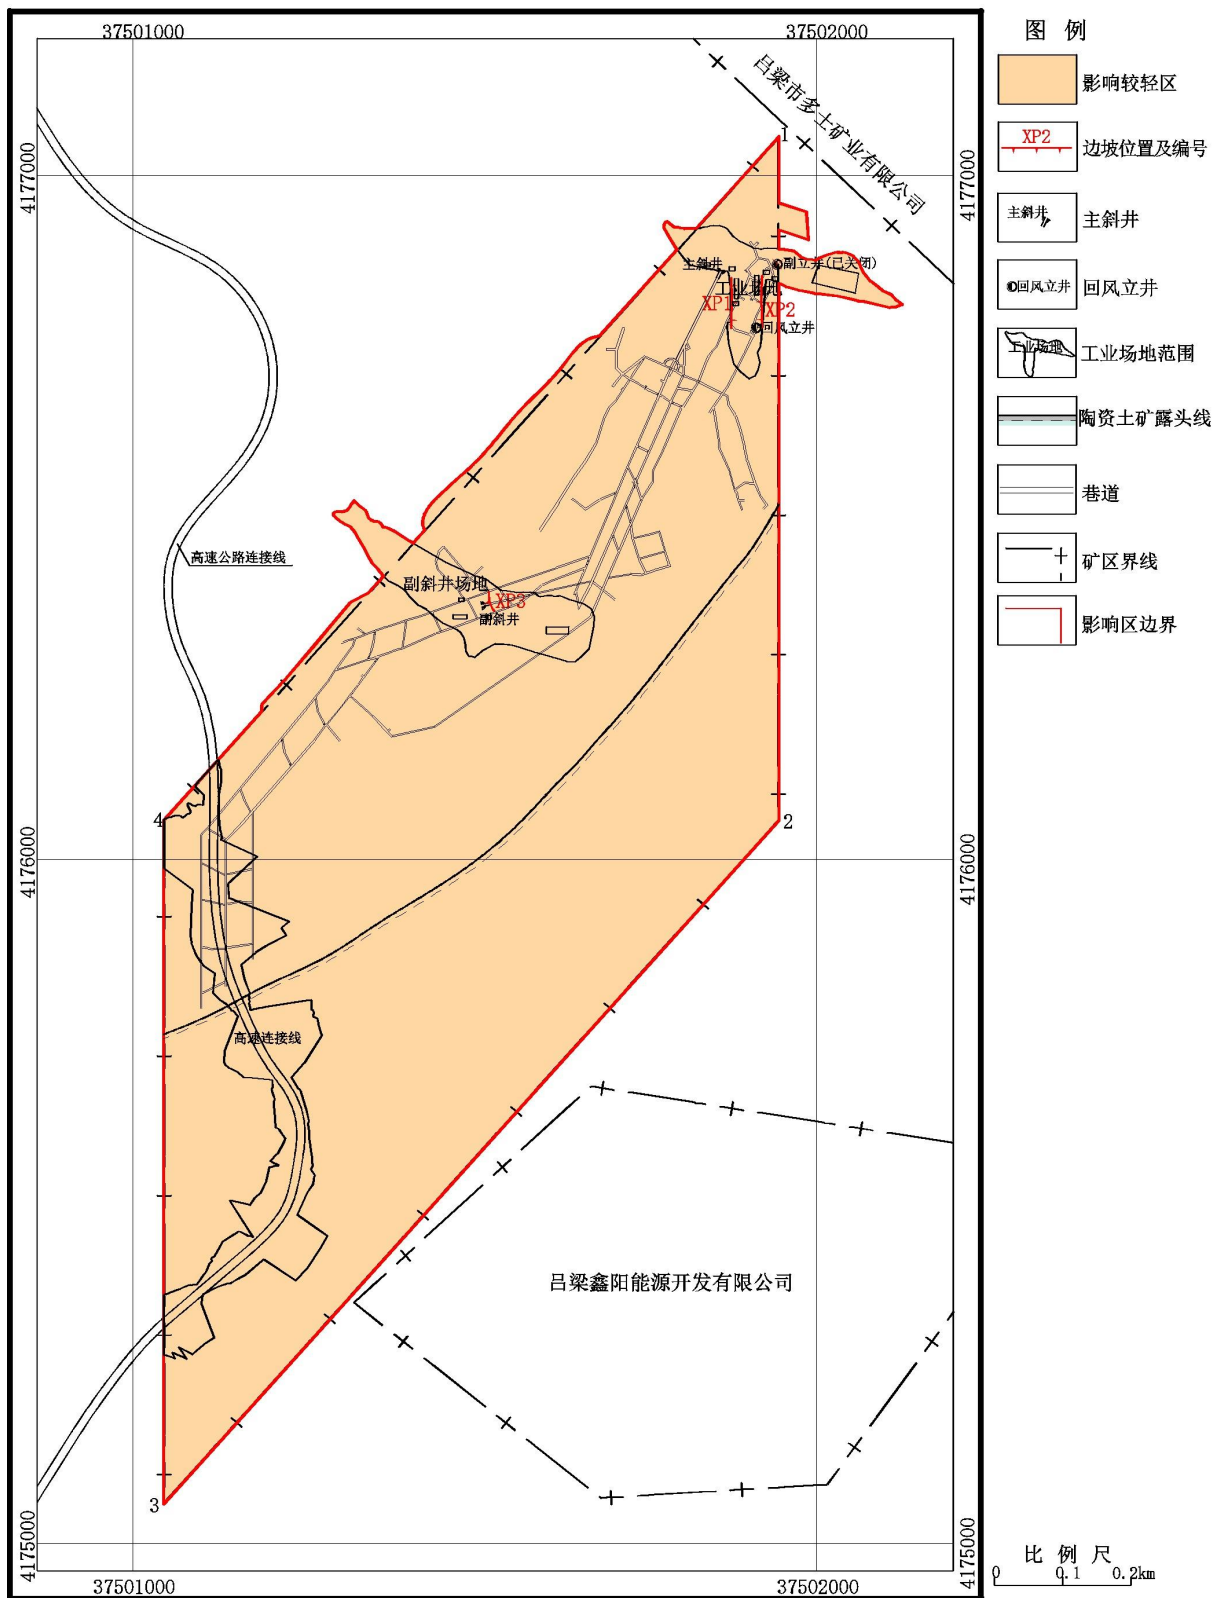 37501000
37502000
图 例
影响较轻区
XP2
边坡位置及编号
主斜井
主斜井
回风立井
回风立井
工业场地
工业场地范围
陶瓷土矿露头线
巷道
矿区界线
影响区边界
吕梁市多土矿业有限公司
4177000
4177000
1
主斜井
副立井(已关闭)
工业场地
XP1
XP2
回风立井
高速公路连接线
副斜井场地
XP3
副斜井
4
2
4176000
4176000
高速连接线
吕梁鑫阳能源开发有限公司
3
4175000
4175000
37501000
37502000
比 例 尺
0 0.1 0.2km